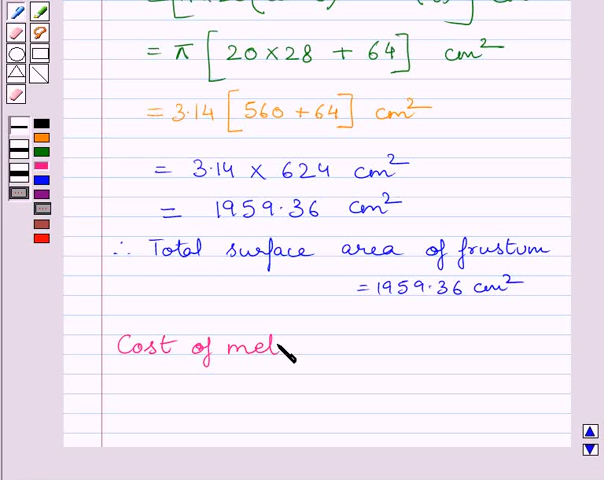 = π [ 20 × 28 + 64 ] cm²
= 3.14 [ 560 + 64 ] cm²
= 3.14 × 624 cm²
= 1959.36 cm²
∴ Total surface area of frustum
= 1959.36 cm²
Cost of met